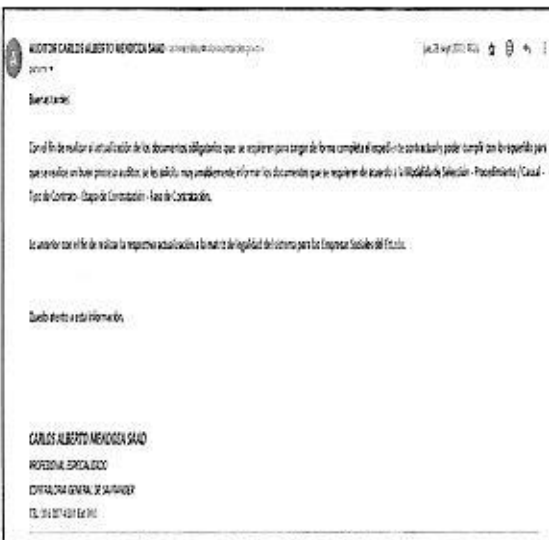 AUDITOR CARLOS ALBERTO MENDOZA SAAD
para mí
Buenas tardes
Con el fin de realizar la actualización de los documentos obligatorios que se requieren para cargar de forma completa el expediente contractual y poder cumplir con lo requerido para
que se realice un buen proceso auditor, se les solicita muy amablemente informar los documentos que se requieren de acuerdo a la Modalidad de Selección - Procedimiento / Causal -
Tipo de Contrato - Etapa de Contratación - Fase de Contratación.
Lo anterior con el fin de realizar la respectiva actualización a la matriz de legalidad del sistema para las Empresas Sociales del Estado.
Quedo atento a esta información.
CARLOS ALBERTO MENDOZA SAAD
PROFESIONAL ESPECIALIZADO
CONTRALORIA GENERAL DE SANTANDER